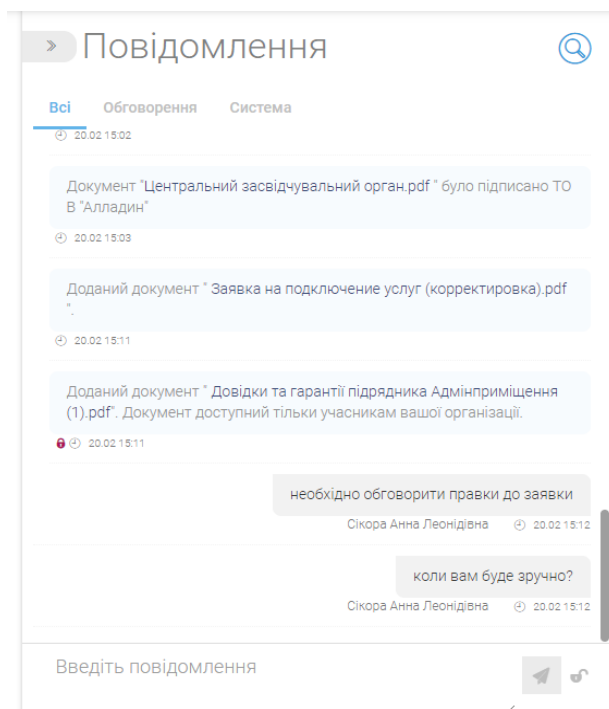 Повідомлення
Всі Обговорення Система
20.02 15:02
Документ "Центральний засвідчувальний орган.pdf " було підписано ТО
В "Алладин"
20.02 15:03
Доданий документ " Заявка на подключение услуг (корректировка).pdf
".
20.02 15:11
Доданий документ " Довідки та гарантії підрядника Адмінприміщення
(1).pdf". Документ доступний тільки учасникам вашої організації.
20.02 15:11
необхідно обговорити правки до заявки
Сікора Анна Леонідівна 20.02 15:12
коли вам буде зручно?
Сікора Анна Леонідівна 20.02 15:12
Введіть повідомлення